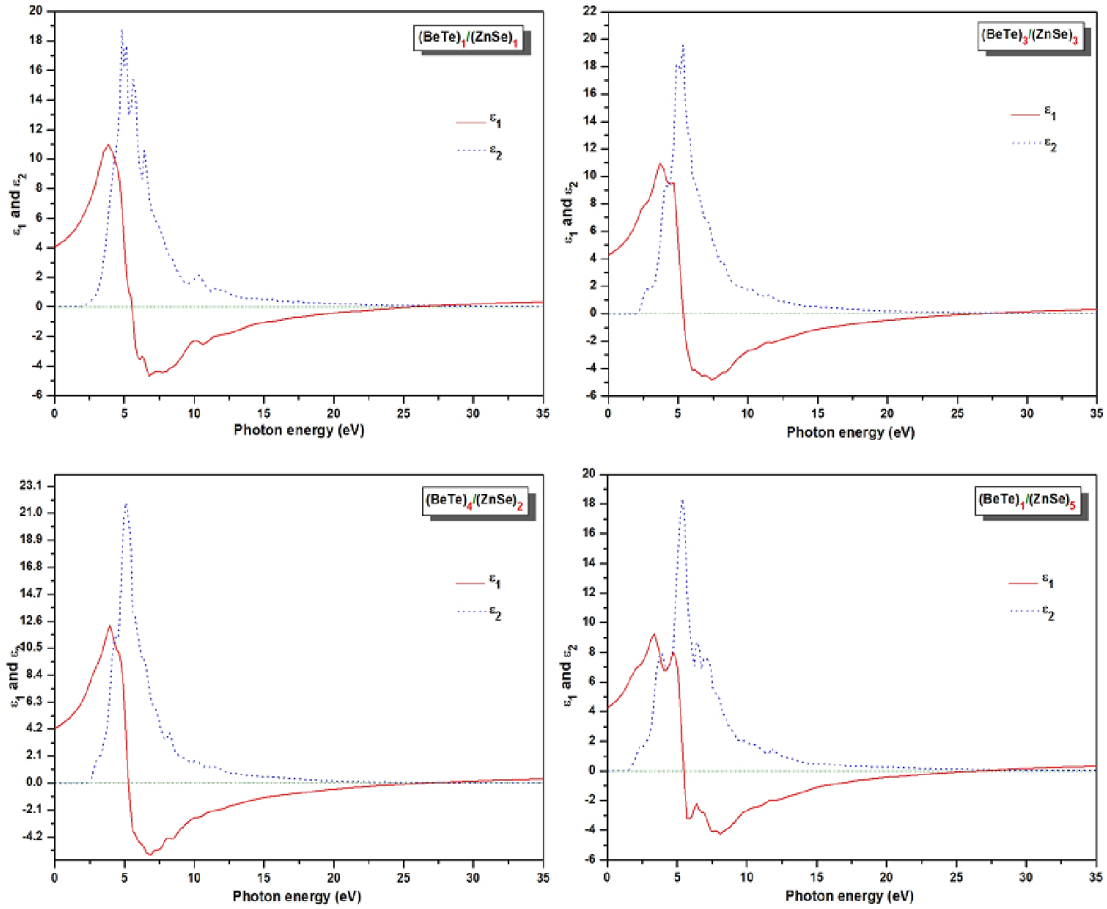 20
18
16
14
12
10
8
6
4
2
0
-2
-4
-6
ε1 and ε2
(BeTe)1/(ZnSe)1
ε1
ε2
0 5 10 15 20 25 30 35
Photon energy (eV)
22
20
18
16
14
12
10
8
6
4
2
0
-2
-4
-6
ε1 and ε2
(BeTe)3/(ZnSe)3
ε1
ε2
0 5 10 15 20 25 30 35
Photon energy (eV)
23.1
21.0
18.9
16.8
14.7
12.6
10.5
8.4
6.3
4.2
2.1
0.0
-2.1
-4.2
ε1 and ε2
(BeTe)4/(ZnSe)2
ε1
ε2
0 5 10 15 20 25 30 35
Photon energy (eV)
20
18
16
14
12
10
8
6
4
2
0
-2
-4
-6
ε1 and ε2
(BeTe)1/(ZnSe)5
ε1
ε2
0 5 10 15 20 25 30 35
Photon energy (eV)